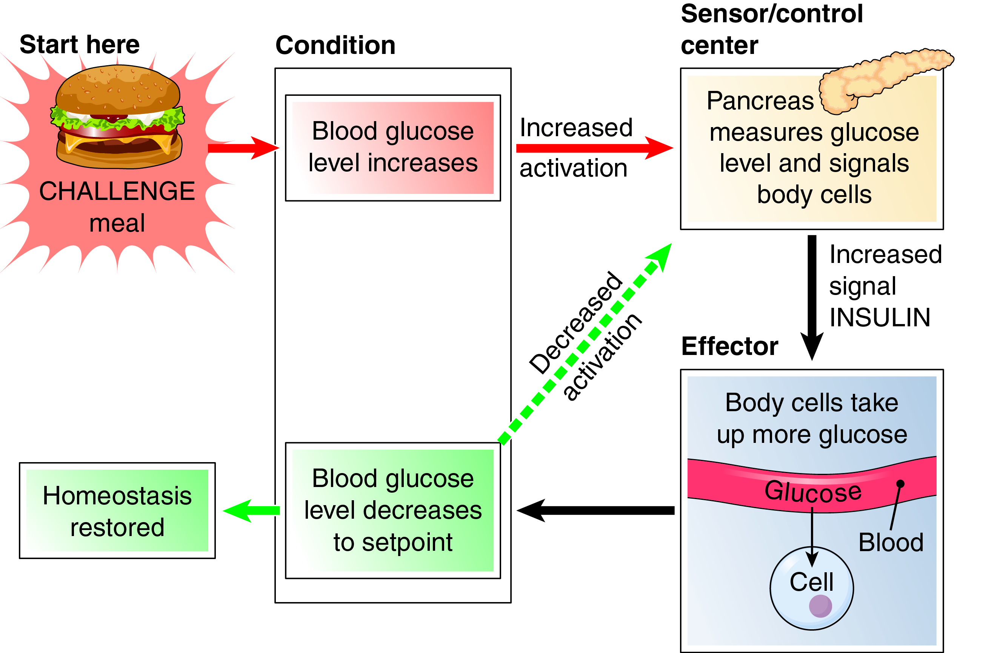 Start here
CHALLENGE
meal
Condition
Blood glucose
level increases
Increased
activation
Sensor/control
center
Pancreas
measures glucose
level and signals
body cells
Increased
signal
INSULIN
Effector
Body cells take
up more glucose
Glucose
Blood
Cell
Decreased
activation
Blood glucose
level decreases
to setpoint
Homeostasis
restored